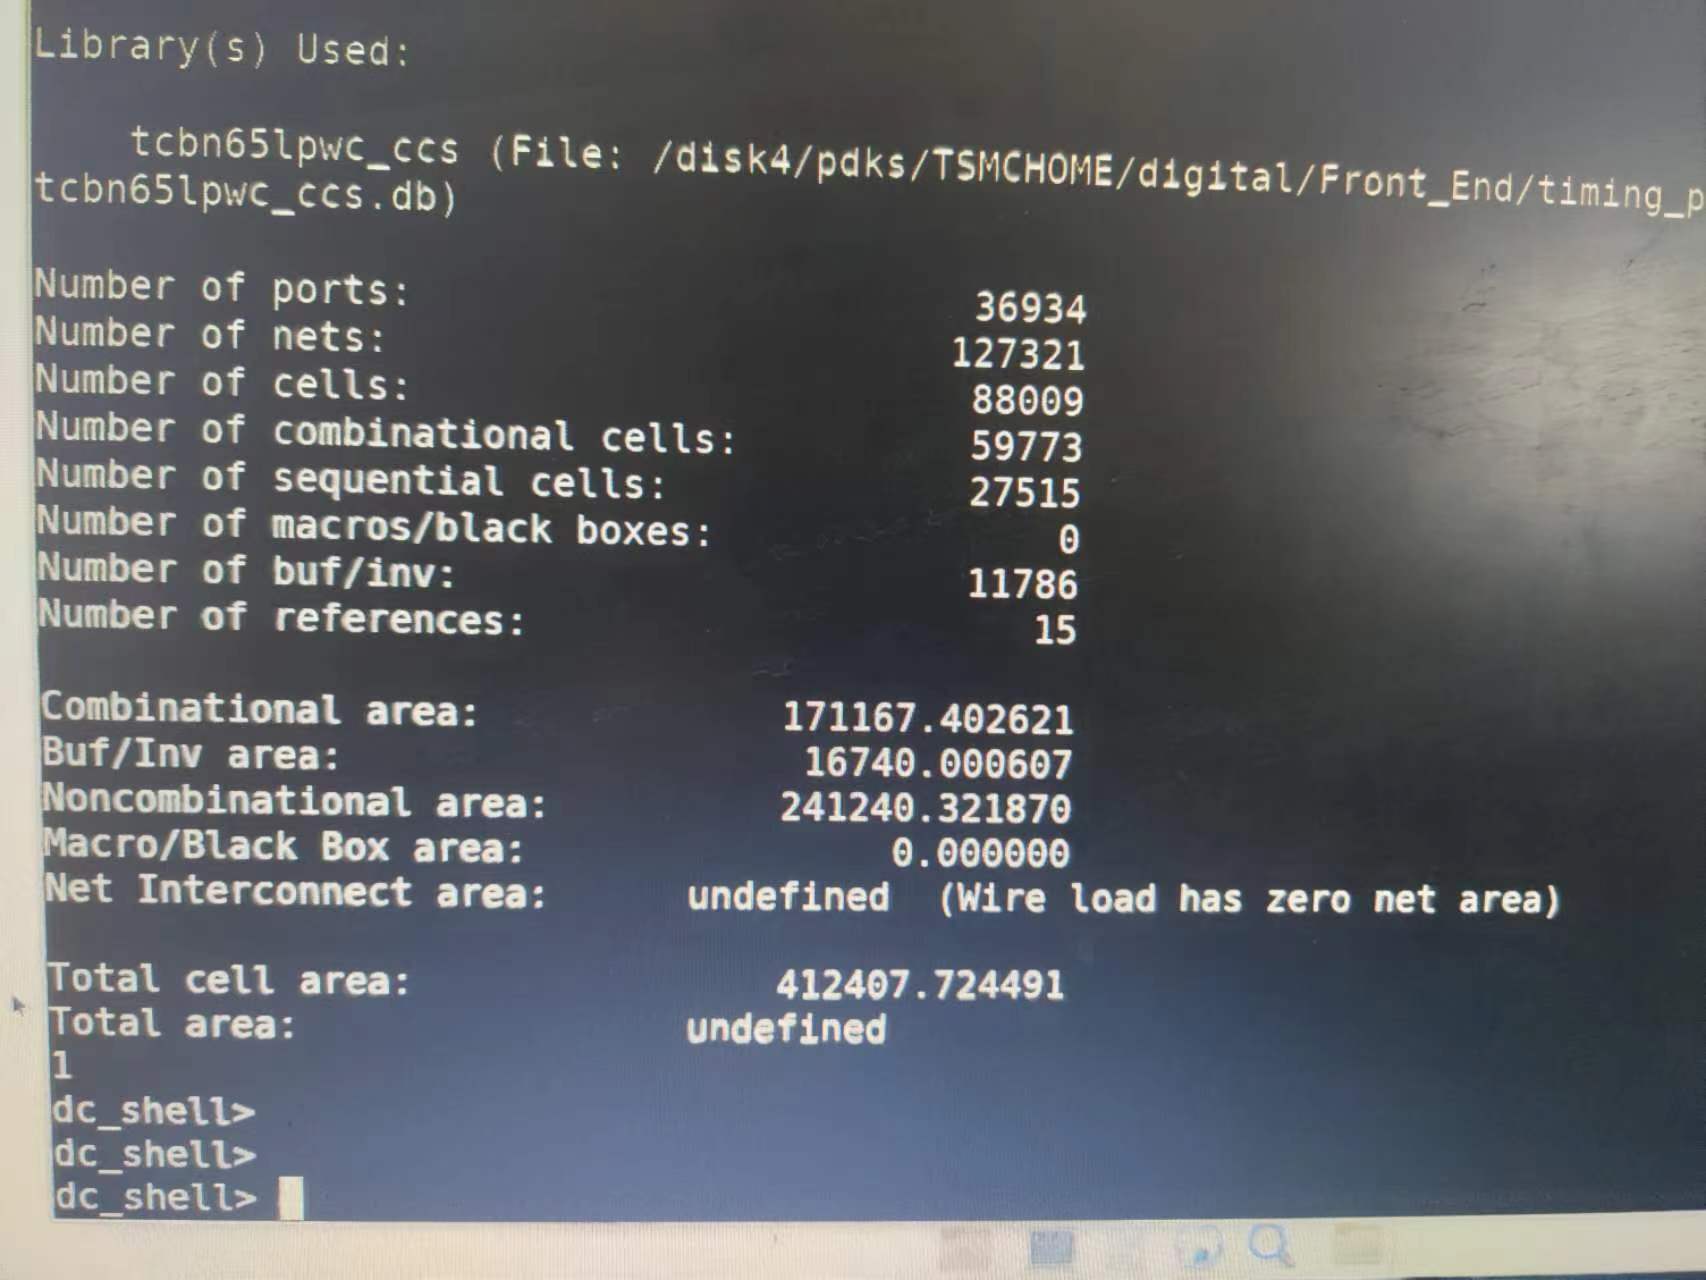 Library(s) Used:
tcbn65lpwc_ccs (File: /disk4/pdks/TSMCHOME/digital/Front_End/timing_p
tcbn65lpwc_ccs.db)
Number of ports: 36934
Number of nets: 127321
Number of cells: 88009
Number of combinational cells: 59773
Number of sequential cells: 27515
Number of macros/black boxes: 0
Number of buf/inv: 11786
Number of references: 15
Combinational area: 171167.402621
Buf/Inv area: 16740.000607
Noncombinational area: 241240.321870
Macro/Black Box area: 0.000000
Net Interconnect area: undefined (Wire load has zero net area)
Total cell area: 412407.724491
Total area: undefined
1
dc_shell>
dc_shell>
dc_shell>